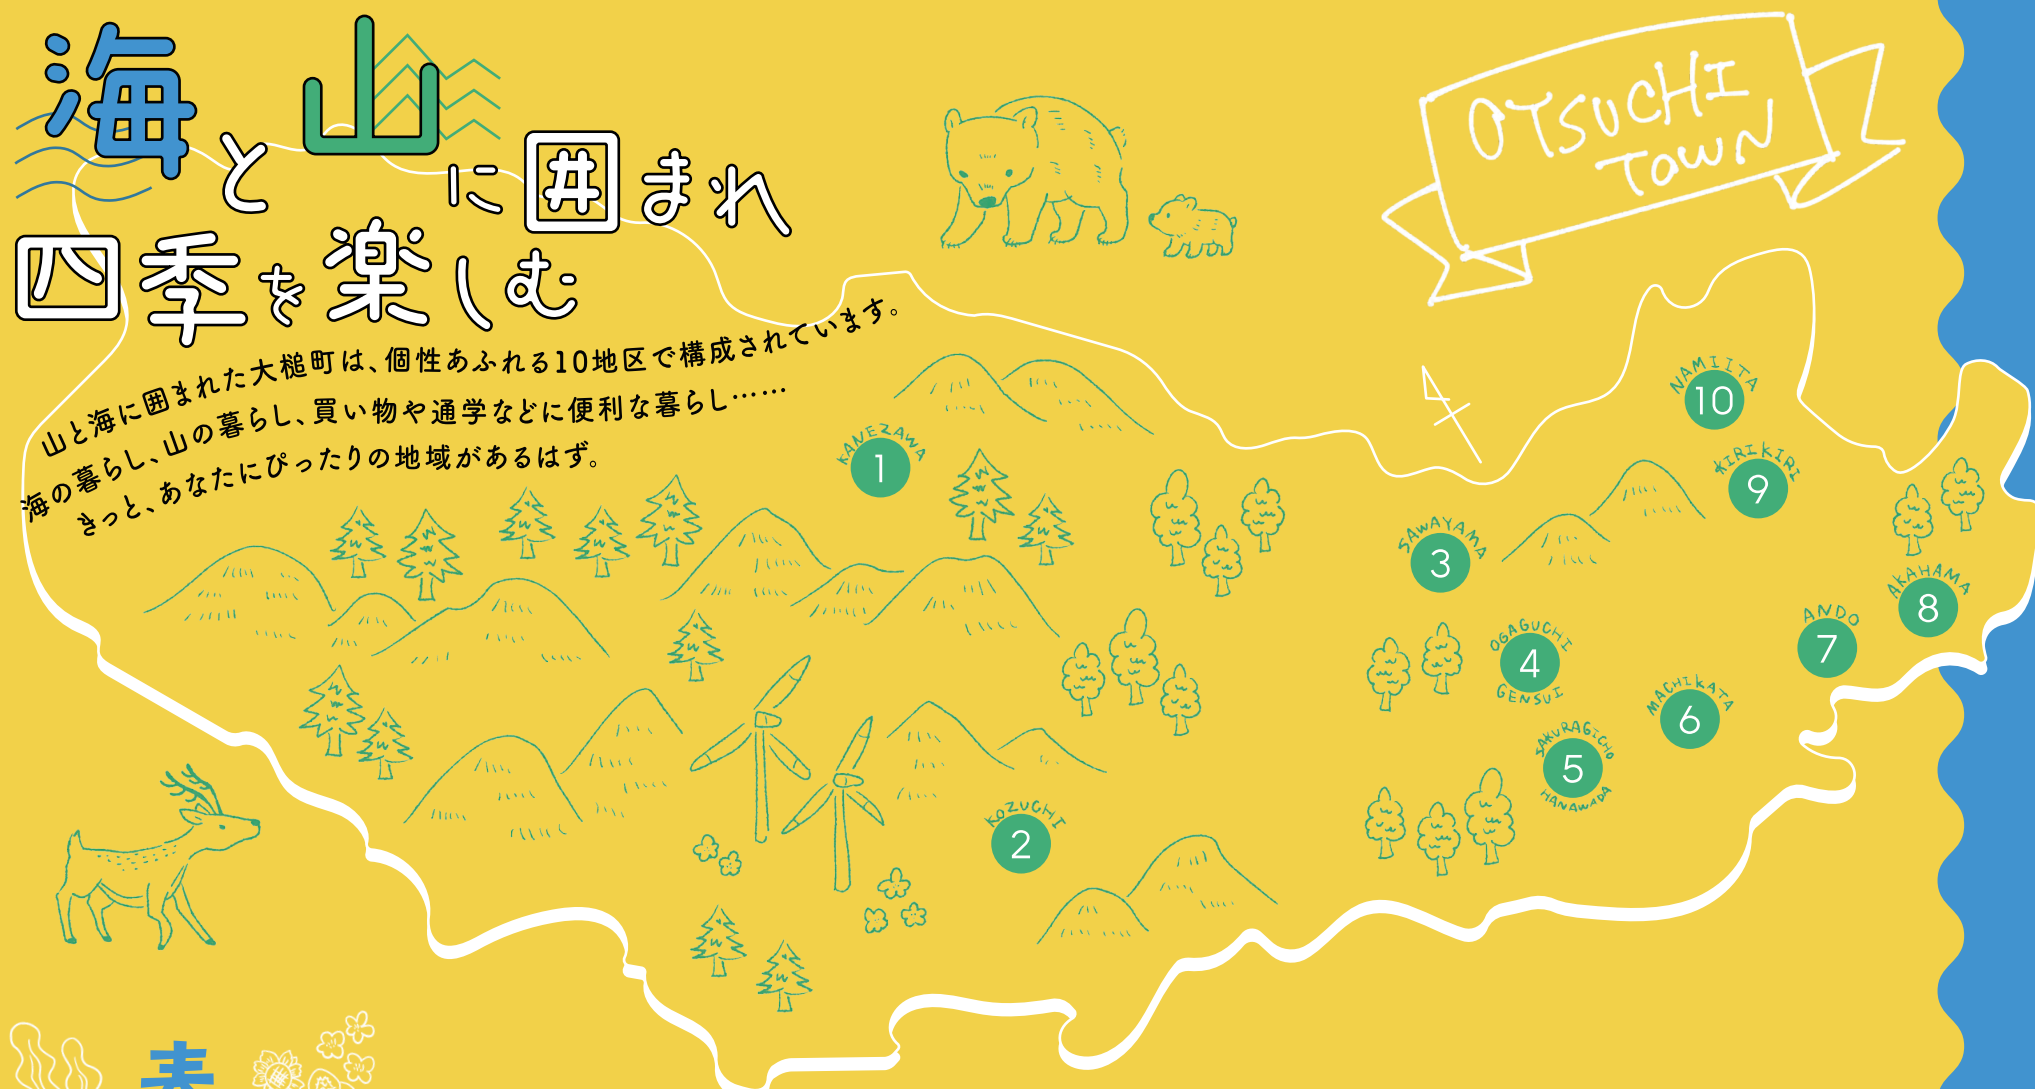 海と山に囲まれ
四季を楽しむ
山と海に囲まれた大槌町は、個性あふれる10地区で構成されています。
海の暮らし、山の暮らし、買い物や通学などに便利な暮らし……
きっと、あなたにぴったりの地域があるはず。
OTSUCHI
TOWN
NAMIITA
10
KANEZAWA
1
KIRIKIRI
9
SAWAYAMA
3
AKAHAMA
8
ANDO
7
OGAGUCHI
4
GENSUI
MACHIKATA
6
SAKURAGICHO
5
HANAWADA
KOZUCHI
2